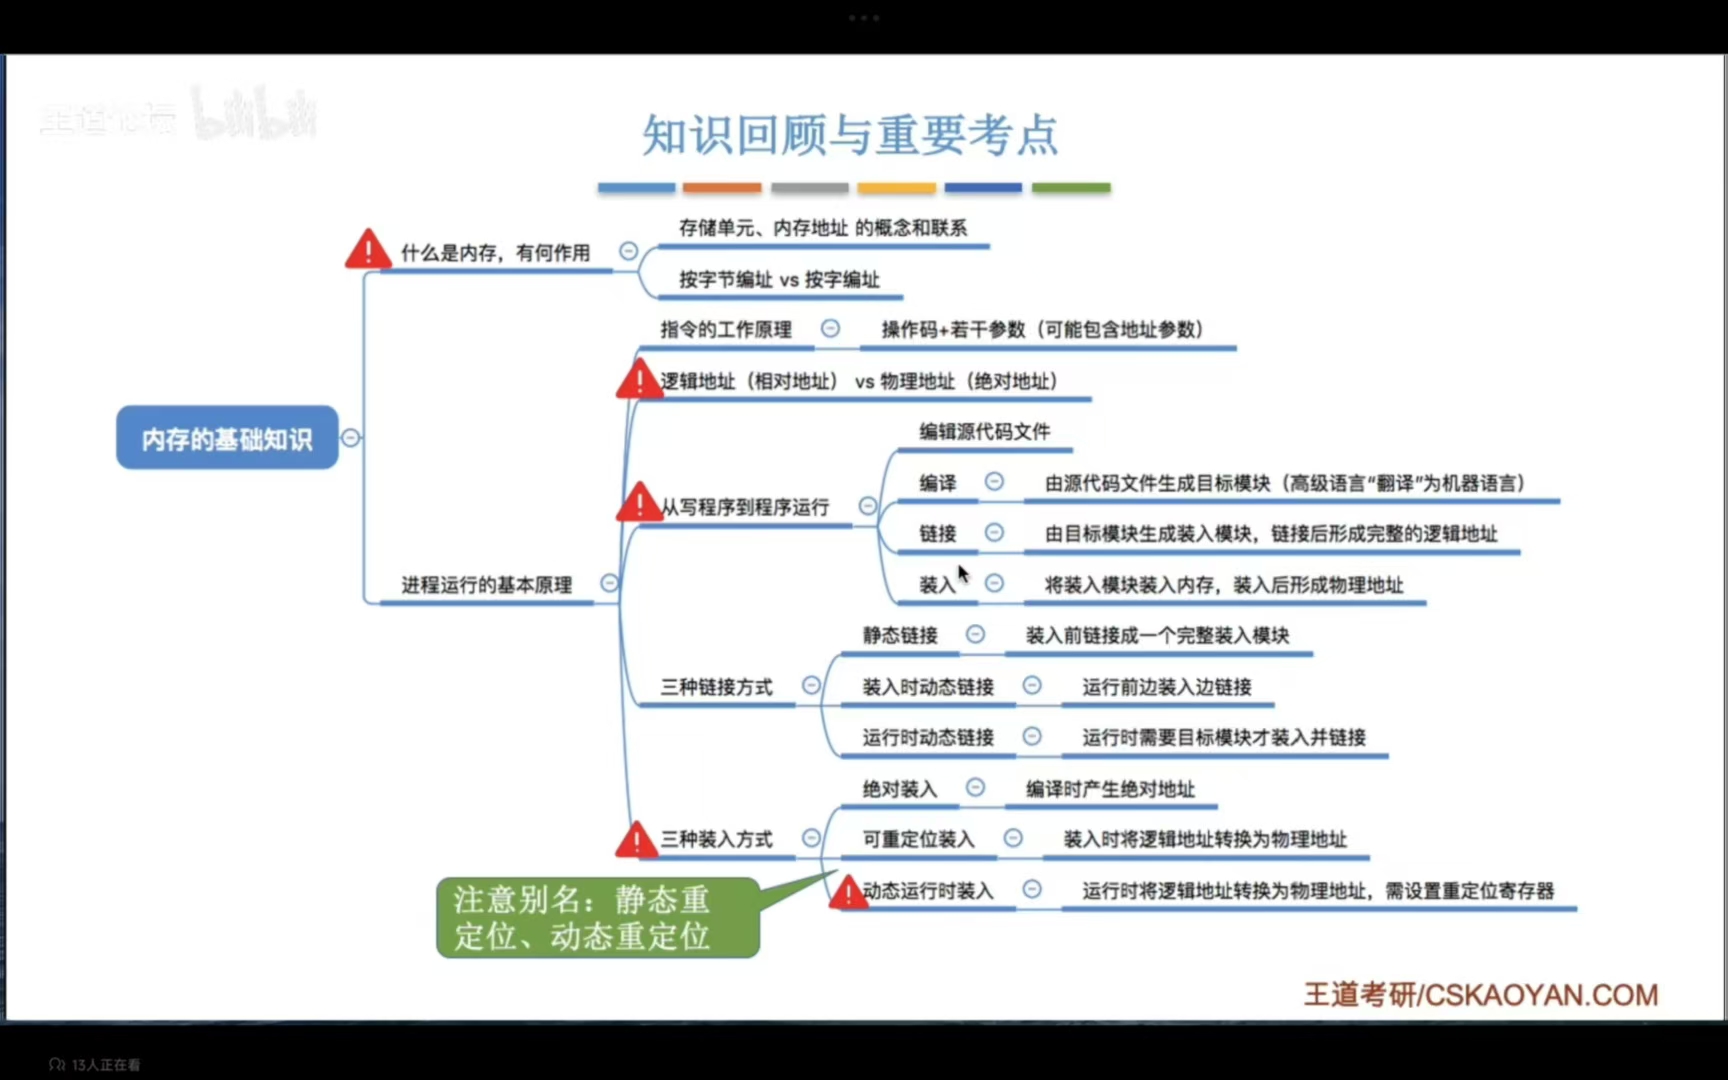 王道论坛 bilibili
知识回顾与重要考点
什么是内存，有何作用
存储单元、内存地址 的概念和联系
按字节编址 vs 按字编址
内存的基础知识
进程运行的基本原理
指令的工作原理
操作码+若干参数（可能包含地址参数）
逻辑地址（相对地址） vs 物理地址（绝对地址）
从写程序到程序运行
编辑源代码文件
编译
由源代码文件生成目标模块（高级语言“翻译”为机器语言）
链接
由目标模块生成装入模块，链接后形成完整的逻辑地址
装入
将装入模块装入内存，装入后形成物理地址
三种链接方式
静态链接
装入前链接成一个完整装入模块
装入时动态链接
运行前边装入边链接
运行时动态链接
运行时需要目标模块才装入并链接
三种装入方式
绝对装入
编译时产生绝对地址
可重定位装入
装入时将逻辑地址转换为物理地址
动态运行时装入
运行时将逻辑地址转换为物理地址，需设置重定位寄存器
注意别名：静态重
定位、动态重定位
王道考研/CSKAOYAN.COM
13人正在看